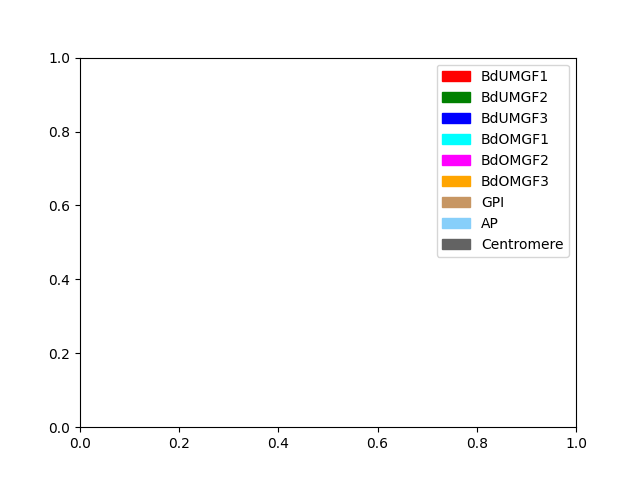 1.0
0.8
0.6
0.4
0.2
0.0
0.0 0.2 0.4 0.6 0.8 1.0
BdUMGF1
BdUMGF2
BdUMGF3
BdOMGF1
BdOMGF2
BdOMGF3
GPI
AP
Centromere